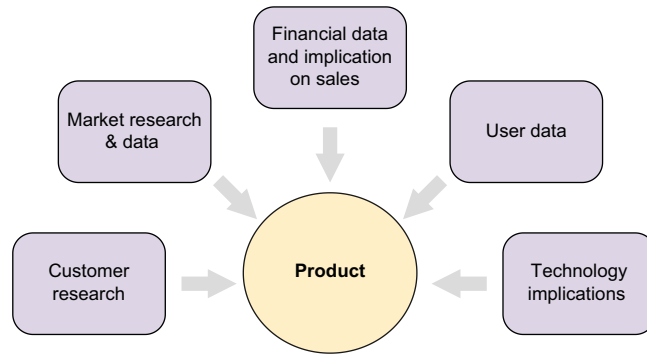 Financial data
and implication
on sales
Market research
& data
User data
Customer
research
Product
Technology
implications